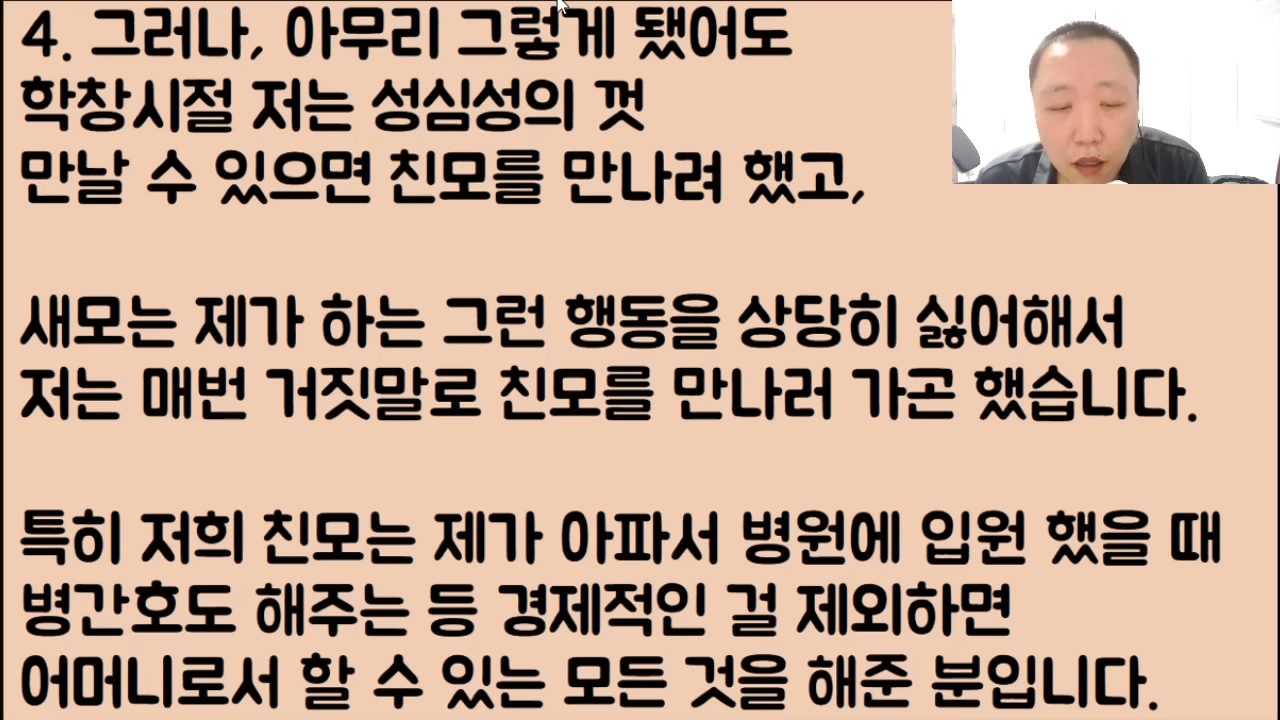 4. 그러나, 아무리 그렇게 됐어도
학창시절 저는 성심성의 껏
만날 수 있으면 친모를 만나려 했고,
새모는 제가 하는 그런 행동을 상당히 싫어해서
저는 매번 거짓말로 친모를 만나러 가곤 했습니다.
특히 저희 친모는 제가 아파서 병원에 입원 했을 때
병간호도 해주는 등 경제적인 걸 제외하면
어머니로서 할 수 있는 모든 것을 해준 분입니다.